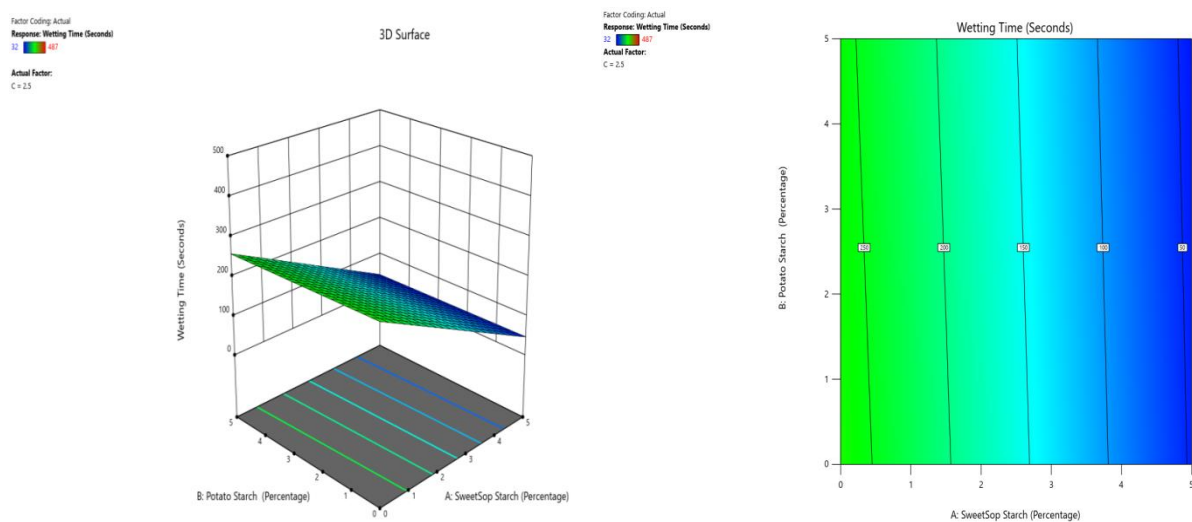 Factor Coding: Actual
Response: Wetting Time (Seconds)
32 487
Actual Factor:
C = 2.5
3D Surface
500
400
300
200
100
0
Wetting Time (Seconds)
5
4
3
2
1
0
B: Potato Starch (Percentage)
5
4
3
2
1
0
A: SweetSop Starch (Percentage)
Factor Coding: Actual
Response: Wetting Time (Seconds)
32 487
Actual Factor:
C = 2.5
Wetting Time (Seconds)
5
4
3
2
1
0
B: Potato Starch (Percentage)
250 200 150 100 50
0 1 2 3 4 5
A: SweetSop Starch (Percentage)